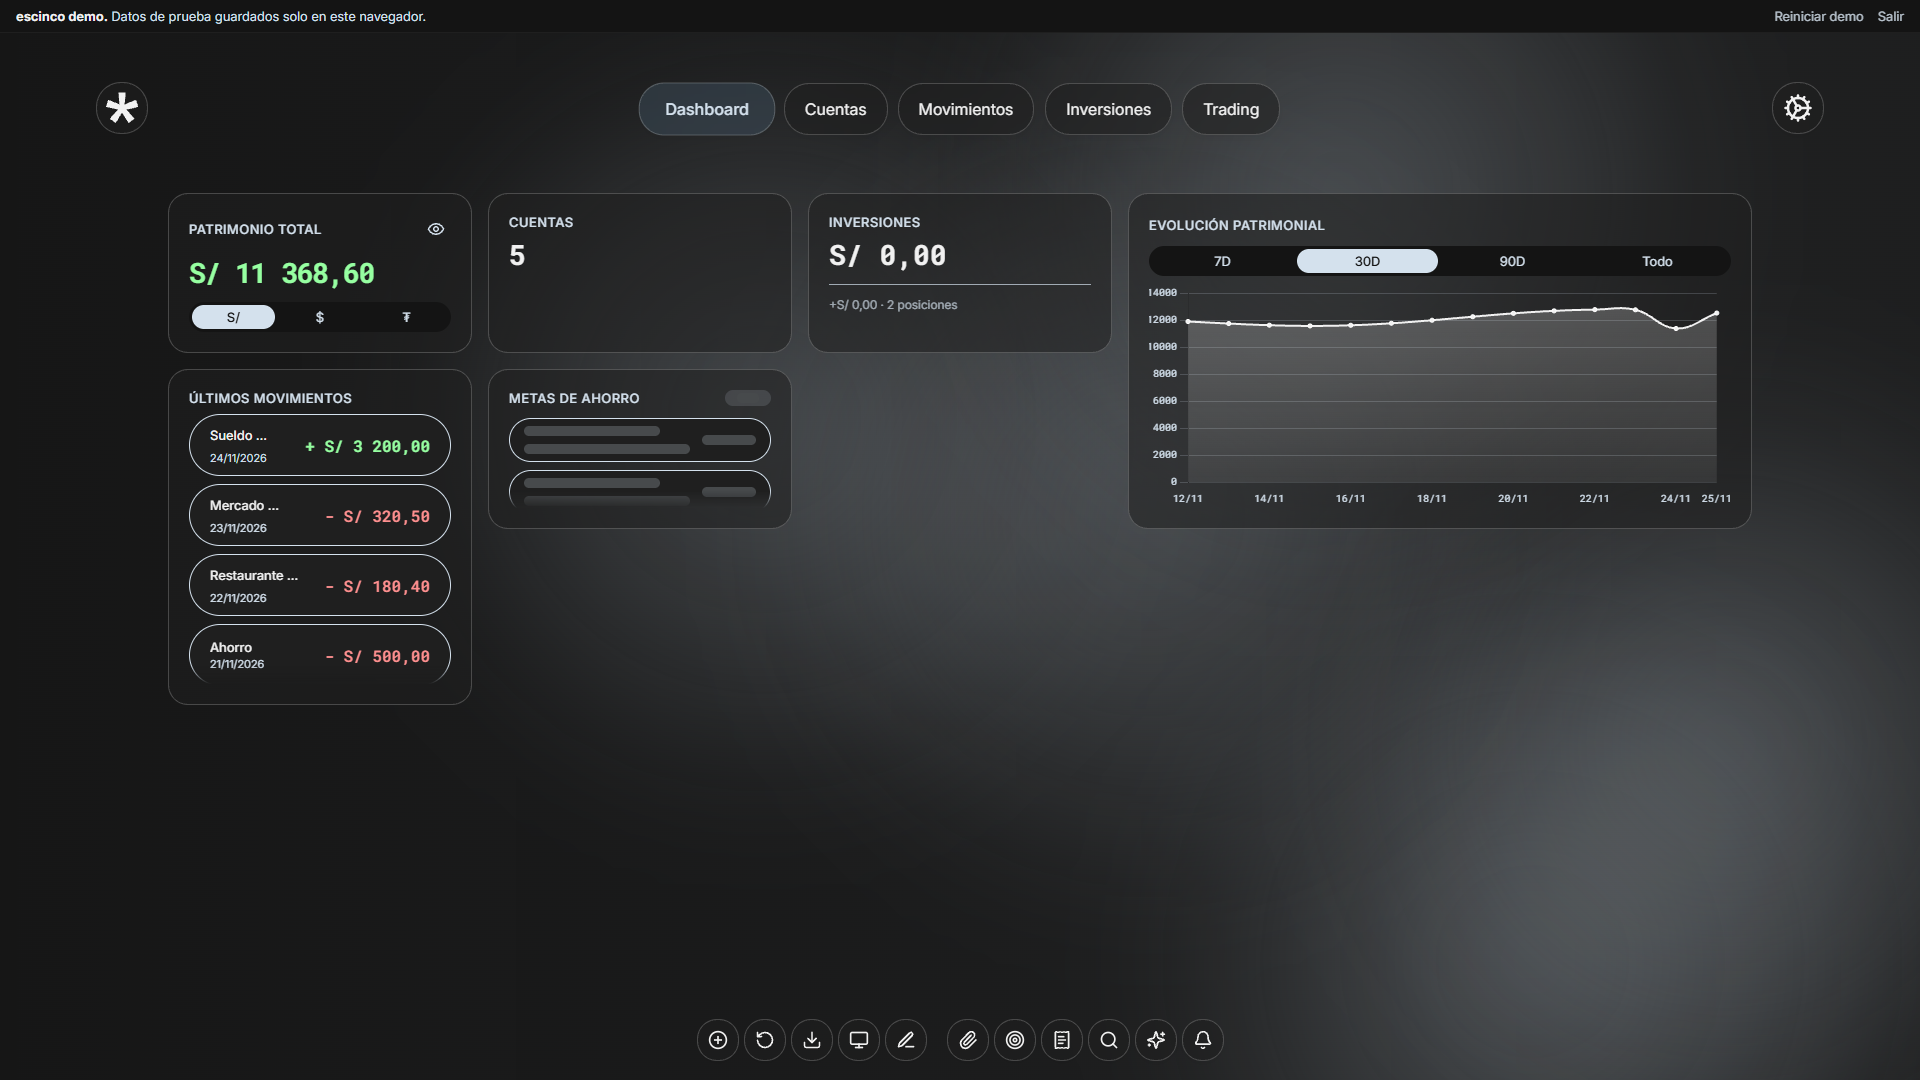 escinco demo. Datos de prueba guardados solo en este navegador.
Reiniciar demo Salir
Dashboard Cuentas Movimientos Inversiones Trading
PATRIMONIO TOTAL
S/ 11 368,60
S/ $ ₮
CUENTAS
5
INVERSIONES
S/ 0,00
+S/ 0,00 · 2 posiciones
EVOLUCIÓN PATRIMONIAL
7D 30D 90D Todo
14000
12000
10000
8000
6000
4000
2000
0
12/11 14/11 16/11 18/11 20/11 22/11 24/11 25/11
ÚLTIMOS MOVIMIENTOS
Sueldo ...
24/11/2026
+ S/ 3 200,00
Mercado ...
23/11/2026
- S/ 320,50
Restaurante ...
22/11/2026
- S/ 180,40
Ahorro
21/11/2026
- S/ 500,00
METAS DE AHORRO